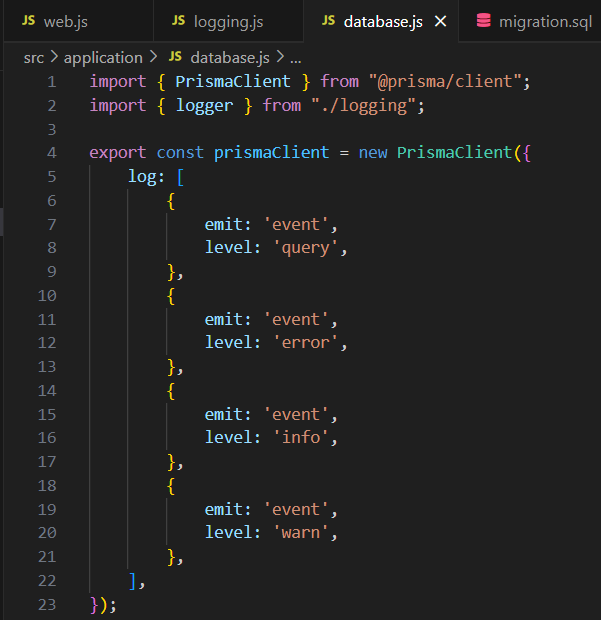 JS web.js JS logging.js JS database.js × migration.sql
src > application > JS database.js > ...
1 import { PrismaClient } from "@prisma/client";
2 import { logger } from "./logging";
3
4 export const prismaClient = new PrismaClient({
5     log: [
6         {
7             emit: 'event',
8             level: 'query',
9         },
10         {
11             emit: 'event',
12             level: 'error',
13         },
14         {
15             emit: 'event',
16             level: 'info',
17         },
18         {
19             emit: 'event',
20             level: 'warn',
21         },
22     ],
23 });